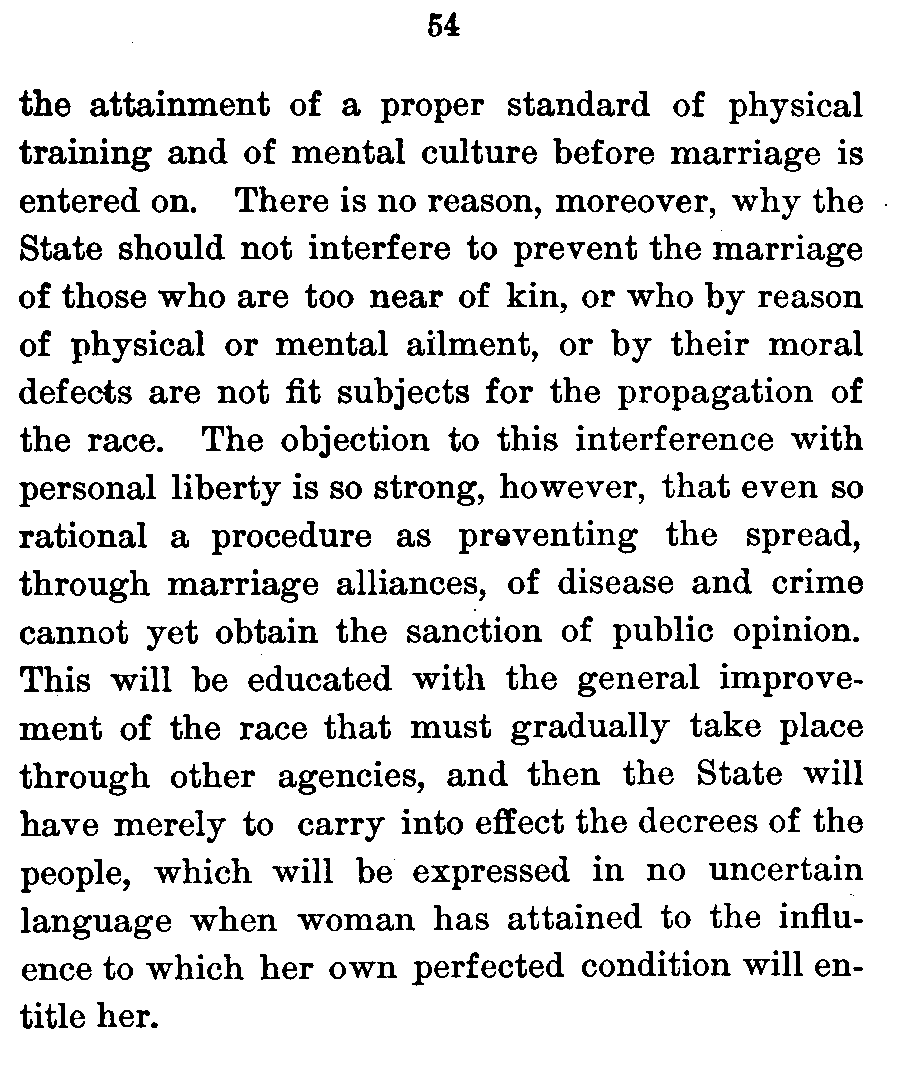 54
the attainment of a proper standard of physical
training and of mental culture before marriage is
entered on. There is no reason, moreover, why the
State should not interfere to prevent the marriage
of those who are too near of kin, or who by reason
of physical or mental ailment, or by their moral
defects are not fit subjects for the propagation of
the race. The objection to this interference with
personal liberty is so strong, however, that even so
rational a procedure as preventing the spread,
through marriage alliances, of disease and crime
cannot yet obtain the sanction of public opinion.
This will be educated with the general improve-
ment of the race that must gradually take place
through other agencies, and then the State will
have merely to carry into effect the decrees of the
people, which will be expressed in no uncertain
language when woman has attained to the influ-
ence to which her own perfected condition will en-
title her.